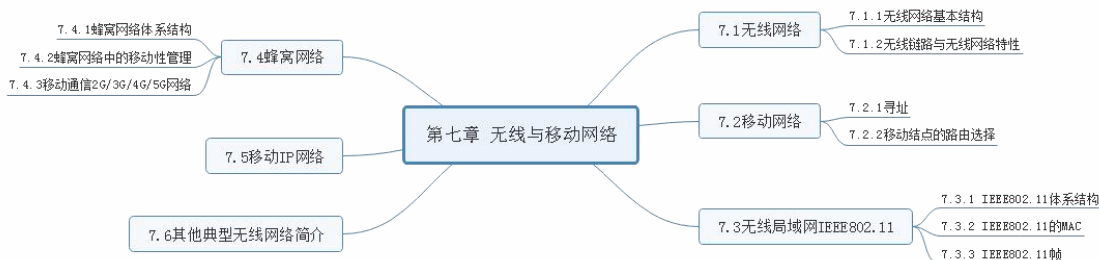 第七章 无线与移动网络
7.1无线网络
7.1.1无线网络基本结构
7.1.2无线链路与无线网络特性
7.2移动网络
7.2.1寻址
7.2.2移动结点的路由选择
7.3无线局域网IEEE802.11
7.3.1 IEEE802.11体系结构
7.3.2 IEEE802.11的MAC
7.3.3 IEEE802.11帧
7.4蜂窝网络
7.4.1蜂窝网络体系结构
7.4.2蜂窝网络中的移动性管理
7.4.3移动通信2G/3G/4G/5G网络
7.5移动IP网络
7.6其他典型无线网络简介